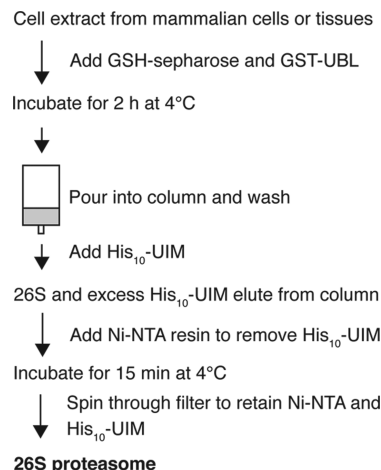 Cell extract from mammalian cells or tissues
Add GSH-sepharose and GST-UBL
Incubate for 2 h at 4°C
Pour into column and wash
Add His₁₀-UIM
26S and excess His₁₀-UIM elute from column
Add Ni-NTA resin to remove His₁₀-UIM
Incubate for 15 min at 4°C
Spin through filter to retain Ni-NTA and
His₁₀-UIM
26S proteasome